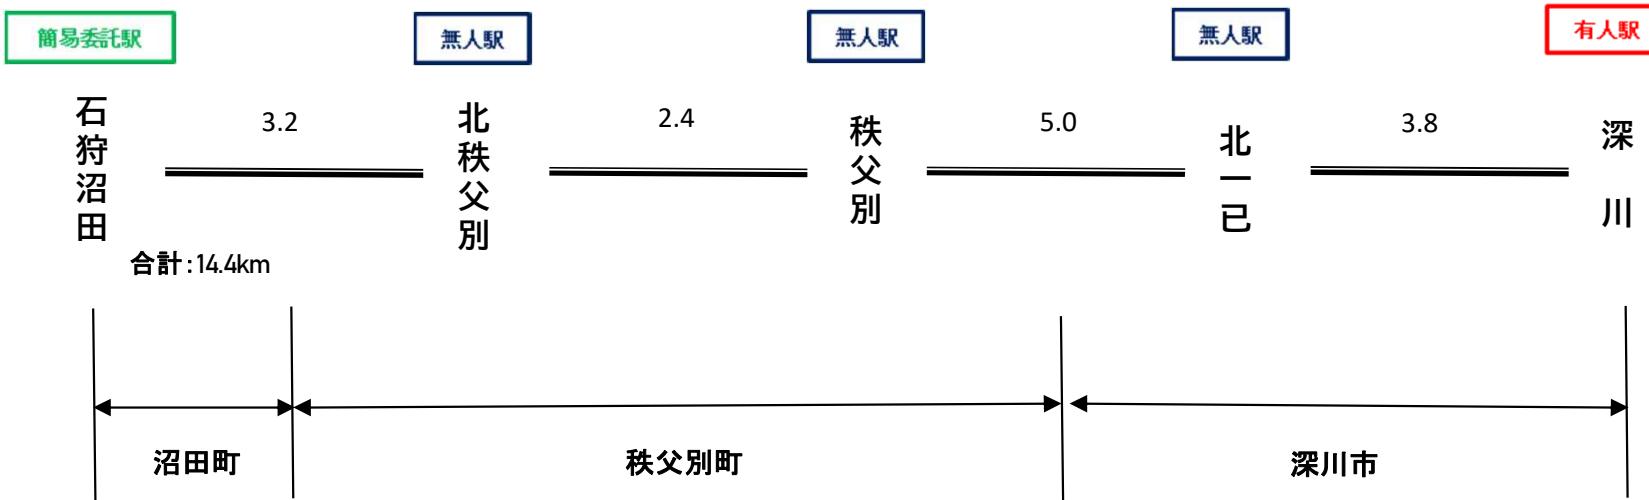 簡易委託駅 無人駅 無人駅 無人駅 有人駅
石狩沼田 3.2 北秩父別 2.4 秩父別 5.0 北一已 3.8 深川
合計:14.4km
沼田町 秩父別町 深川市